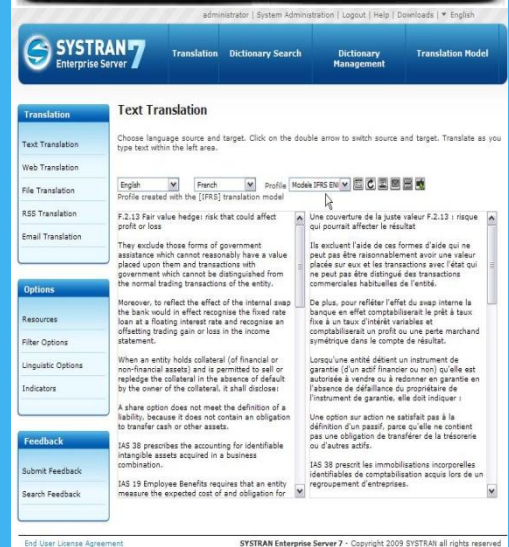 administrator | System Administration | Logout | Help | Downloads | ▼ English
SYSTRAN 7
Enterprise Server
Translation
Dictionary Search
Dictionary Management
Translation Model
Translation
Text Translation
Web Translation
File Translation
RSS Translation
Email Translation
Options
Resources
Filter Options
Linguistic Options
Indicators
Feedback
Submit Feedback
Search Feedback
Text Translation
Choose language source and target. Click on the double arrow to switch source and target. Translate as you
type text within the left area.
English
French
Profile
Modele IFRS EN
Profile created with the [IFRS] translation model
F.2.13 Fair value hedge: risk that could affect
profit or loss
They exclude those forms of government
assistance which cannot reasonably have a value
placed upon them and transactions with
government which cannot be distinguished from
the normal trading transactions of the entity.
Moreover, to reflect the effect of the internal swap
the bank would in effect recognise the fixed rate
loan at a floating interest rate and recognise an
offsetting trading gain or loss in the income
statement.
When an entity holds collateral (of financial or
non-financial assets) and is permitted to sell or
repledge the collateral in the absence of default
by the owner of the collateral, it shall disclose:
A share option does not meet the definition of a
liability, because it does not contain an obligation
to transfer cash or other assets.
IAS 38 prescribes the accounting for identifiable
intangible assets acquired in a business
combination.
IAS 19 Employee Benefits requires that an entity
measure the expected cost of and obligation for
Une couverture de la juste valeur F.2.13 : risque
qui pourrait affecter le résultat
Ils excluent l'aide de ces formes d'aide qui ne
peut pas être raisonnablement avoir une valeur
placée sur eux et les transactions avec l'état qui
ne peut pas être distingué des transactions
commerciales habituelles de l'entité.
De plus, pour refléter l'effet du swap interne la
banque en effet comptabiliserait le prêt à taux
fixe à un taux d'intérêt variables et
comptabiliserait un profit ou une perte marchand
symétrique dans le compte de résultat.
Lorsqu'une entité détient un instrument de
garantie (d'un actif financier ou non) qu'elle est
autorisée à vendre ou à redonner en garantie en
l'absence de défaillance du propriétaire de
l'instrument de garantie, elle doit indiquer :
Une option sur action ne satisfait pas à la
définition d'un passif, parce qu'elle ne contient
pas une obligation de transférer de la trésorerie
ou d'autres actifs.
IAS 38 prescrit les immobilisations incorporelles
identifiables de comptabilisation acquis lors de un
regroupement d'entreprises.
End User License Agreement
SYSTRAN Enterprise Server 7 - Copyright 2009 SYSTRAN all rights reserved